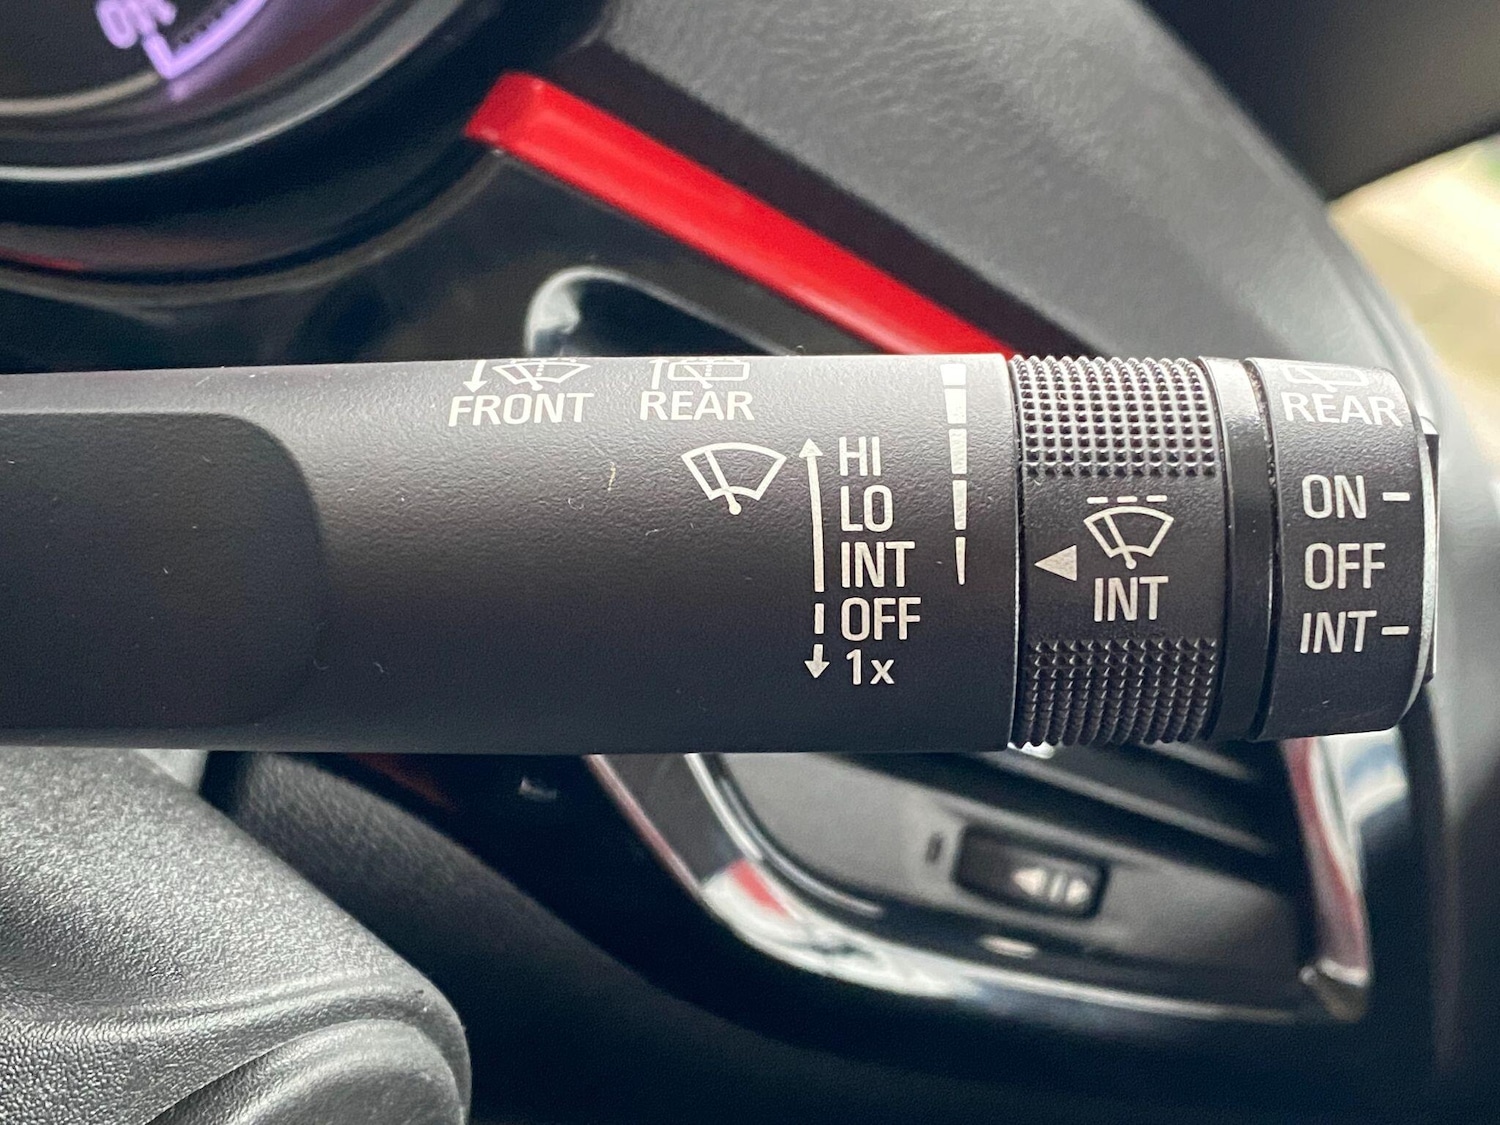 FRONT REAR
HI
LO
INT
OFF
1x
INT
REAR
ON
OFF
INT